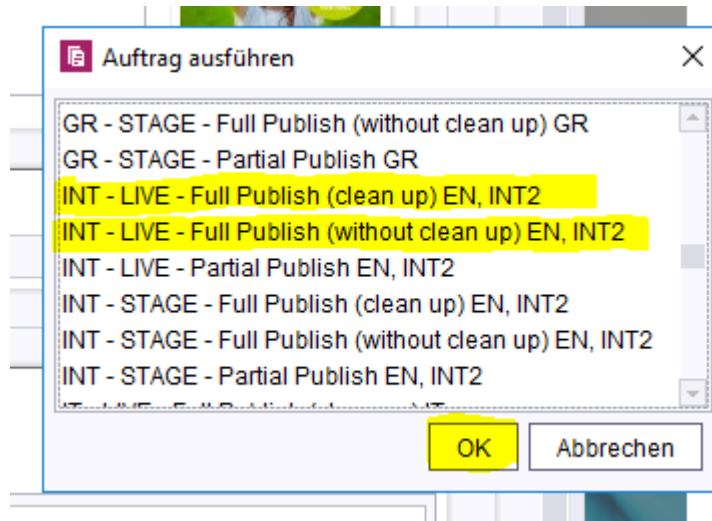 Auftrag ausführen
GR - STAGE - Full Publish (without clean up) GR
GR - STAGE - Partial Publish GR
INT - LIVE - Full Publish (clean up) EN, INT2
INT - LIVE - Full Publish (without clean up) EN, INT2
INT - LIVE - Partial Publish EN, INT2
INT - STAGE - Full Publish (clean up) EN, INT2
INT - STAGE - Full Publish (without clean up) EN, INT2
INT - STAGE - Partial Publish EN, INT2
OK Abbrechen